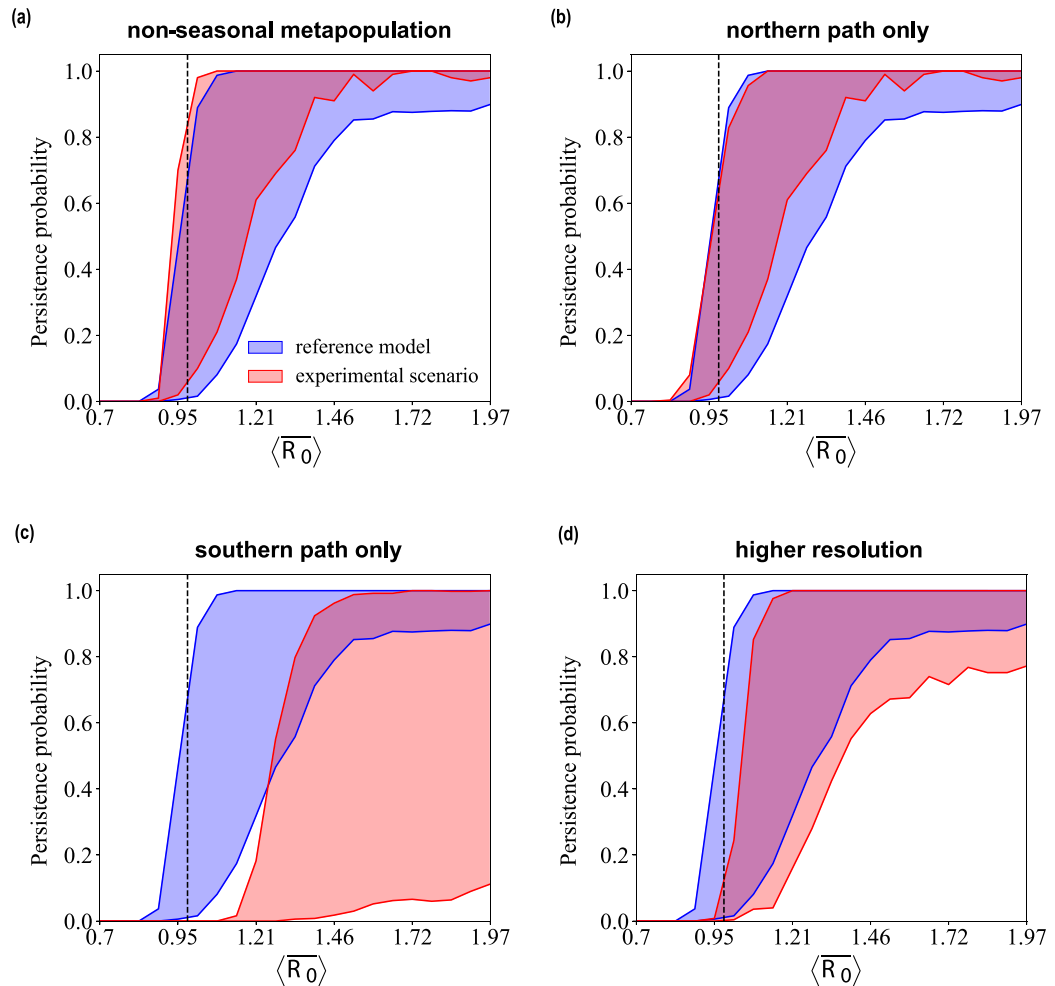 (a)
non-seasonal metapopulation
1.0
0.8
0.6
0.4
0.2
0.0
Persistence probability
reference model
experimental scenario
0.7 0.95 1.21 1.46 1.72 1.97
⟨R̅₀⟩
(b)
northern path only
1.0
0.8
0.6
0.4
0.2
0.0
Persistence probability
0.7 0.95 1.21 1.46 1.72 1.97
⟨R̅₀⟩
(c)
southern path only
1.0
0.8
0.6
0.4
0.2
0.0
Persistence probability
0.7 0.95 1.21 1.46 1.72 1.97
⟨R̅₀⟩
(d)
higher resolution
1.0
0.8
0.6
0.4
0.2
0.0
Persistence probability
0.7 0.95 1.21 1.46 1.72 1.97
⟨R̅₀⟩